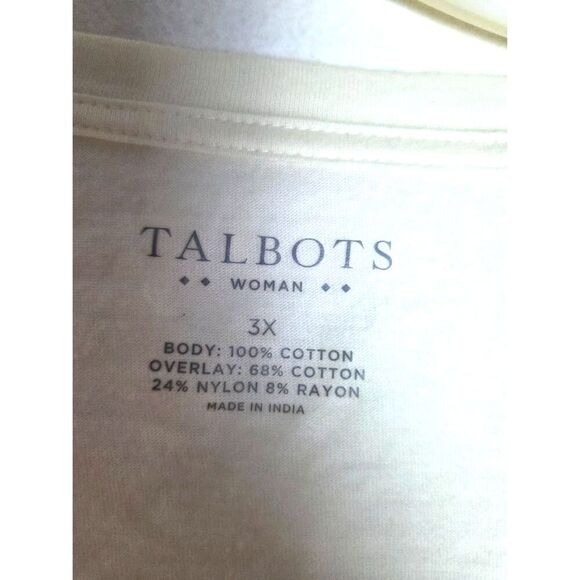 TALBOTS
◆ ◆ WOMAN ◆ ◆
3X
BODY: 100% COTTON
OVERLAY: 68% COTTON
24% NYLON 8% RAYON
MADE IN INDIA